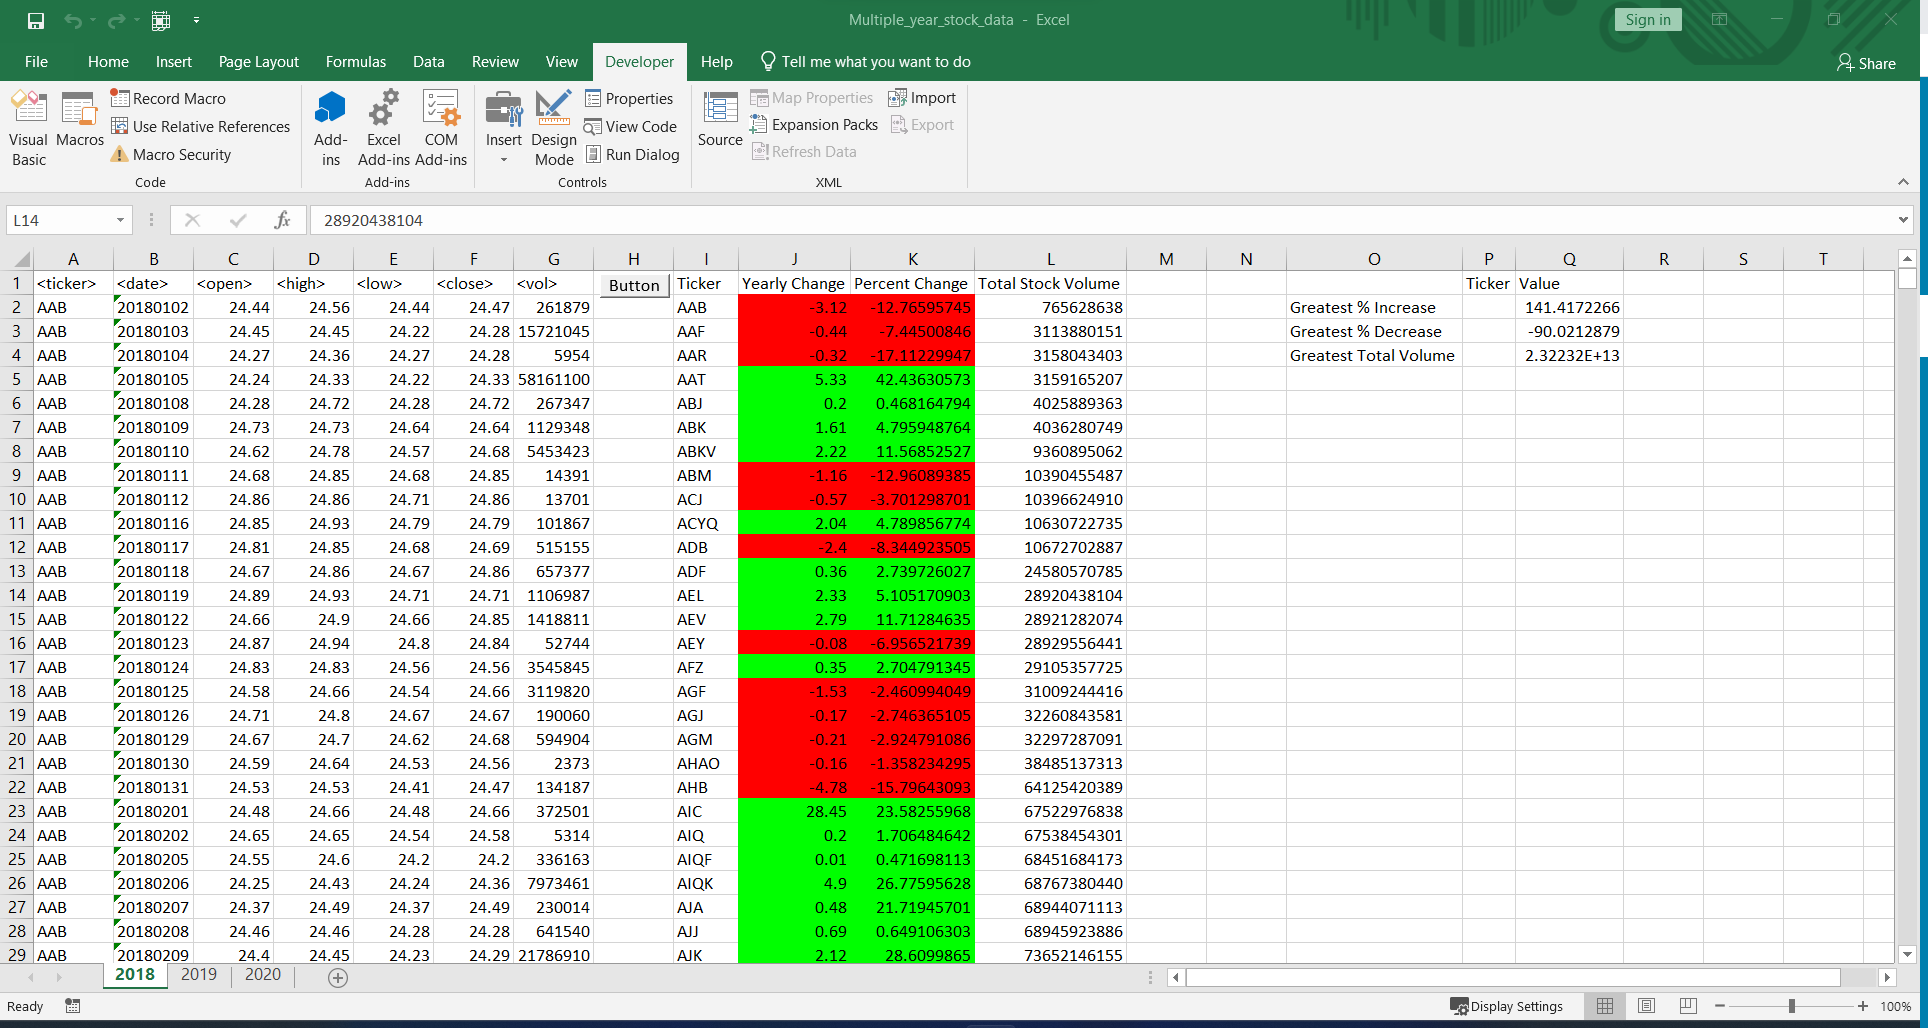 Multiple_year_stock_data - Excel
Sign in
File Home Insert Page Layout Formulas Data Review View Developer Help Tell me what you want to do
Share
Visual Basic
Macros
Record Macro
Use Relative References
Macro Security
Code
Add-ins
Excel Add-ins
COM Add-ins
Add-ins
Insert
Design Mode
Properties
View Code
Run Dialog
Controls
Source
Map Properties
Expansion Packs
Refresh Data
Import
Export
XML
L14 fx 28920438104
A B C D E F G H I J K L M N O P Q R S T
1 <ticker> <date> <open> <high> <low> <close> <vol> Button Ticker Yearly Change Percent Change Total Stock Volume Ticker Value
2 AAB 20180102 24.44 24.56 24.44 24.47 261879 AAB -3.12 -12.76595745 765628638 Greatest % Increase 141.4172266
3 AAB 20180103 24.45 24.45 24.22 24.28 15721045 AAF -0.44 -7.44500846 3113880151 Greatest % Decrease -90.0212879
4 AAB 20180104 24.27 24.36 24.27 24.28 5954 AAR -0.32 -17.11229947 3158043403 Greatest Total Volume 2.32232E+13
5 AAB 20180105 24.24 24.33 24.22 24.33 58161100 AAT 5.33 42.43630573 3159165207
6 AAB 20180108 24.28 24.72 24.28 24.72 267347 ABJ 0.2 0.468164794 4025889363
7 AAB 20180109 24.73 24.73 24.64 24.64 1129348 ABK 1.61 4.795948764 4036280749
8 AAB 20180110 24.62 24.78 24.57 24.68 5453423 ABKV 2.22 11.56852527 9360895062
9 AAB 20180111 24.68 24.85 24.68 24.85 14391 ABM -1.16 -12.96089385 10390455487
10 AAB 20180112 24.86 24.86 24.71 24.86 13701 ACJ -0.57 -3.701298701 10396624910
11 AAB 20180116 24.85 24.93 24.79 24.79 101867 ACYQ 2.04 4.789856774 10630722735
12 AAB 20180117 24.81 24.85 24.68 24.69 515155 ADB -2.4 -8.344923505 10672702887
13 AAB 20180118 24.67 24.86 24.67 24.86 657377 ADF 0.36 2.739726027 24580570785
14 AAB 20180119 24.89 24.93 24.71 24.71 1106987 AEL 2.33 5.105170903 28920438104
15 AAB 20180122 24.66 24.9 24.66 24.85 1418811 AEV 2.79 11.71284635 28921282074
16 AAB 20180123 24.87 24.94 24.8 24.84 52744 AEY -0.08 -6.956521739 28929556441
17 AAB 20180124 24.83 24.83 24.56 24.56 3545845 AFZ 0.35 2.704791345 29105357725
18 AAB 20180125 24.58 24.66 24.54 24.66 3119820 AGF -1.53 -2.460994049 31009244416
19 AAB 20180126 24.71 24.8 24.67 24.67 190060 AGJ -0.17 -2.746365105 32260843581
20 AAB 20180129 24.67 24.7 24.62 24.68 594904 AGM -0.21 -2.924791086 32297287091
21 AAB 20180130 24.59 24.64 24.53 24.56 2373 AHAO -0.16 -1.358234295 38485137313
22 AAB 20180131 24.53 24.53 24.41 24.47 134187 AHB -4.78 -15.79643093 64125420389
23 AAB 20180201 24.48 24.66 24.48 24.66 372501 AIC 28.45 23.58255968 67522976838
24 AAB 20180202 24.65 24.65 24.54 24.58 5314 AIQ 0.2 1.706484642 67538454301
25 AAB 20180205 24.55 24.6 24.2 24.2 336163 AIQF 0.01 0.471698113 68451684173
26 AAB 20180206 24.25 24.43 24.24 24.36 7973461 AIQK 4.9 26.77595628 68767380440
27 AAB 20180207 24.37 24.49 24.37 24.49 230014 AJA 0.48 21.71945701 68944071113
28 AAB 20180208 24.46 24.46 24.28 24.28 641540 AJJ 0.69 0.649106303 68945923886
29 AAB 20180209 24.4 24.45 24.23 24.29 21786910 AJK 2.12 28.6099865 73652146155
2018 2019 2020
Ready
Display Settings
100%